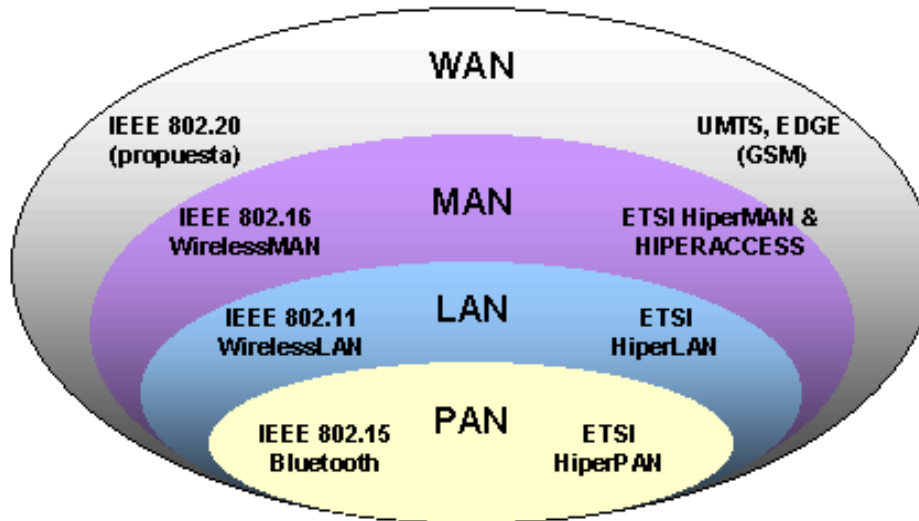 WAN
IEEE 802.20
(propuesta)
UMTS, EDGE
(GSM)
MAN
IEEE 802.16
WirelessMAN
ETSI HiperMAN &
HIPERACCESS
LAN
IEEE 802.11
WirelessLAN
ETSI
HiperLAN
PAN
IEEE 802.15
Bluetooth
ETSI
HiperPAN